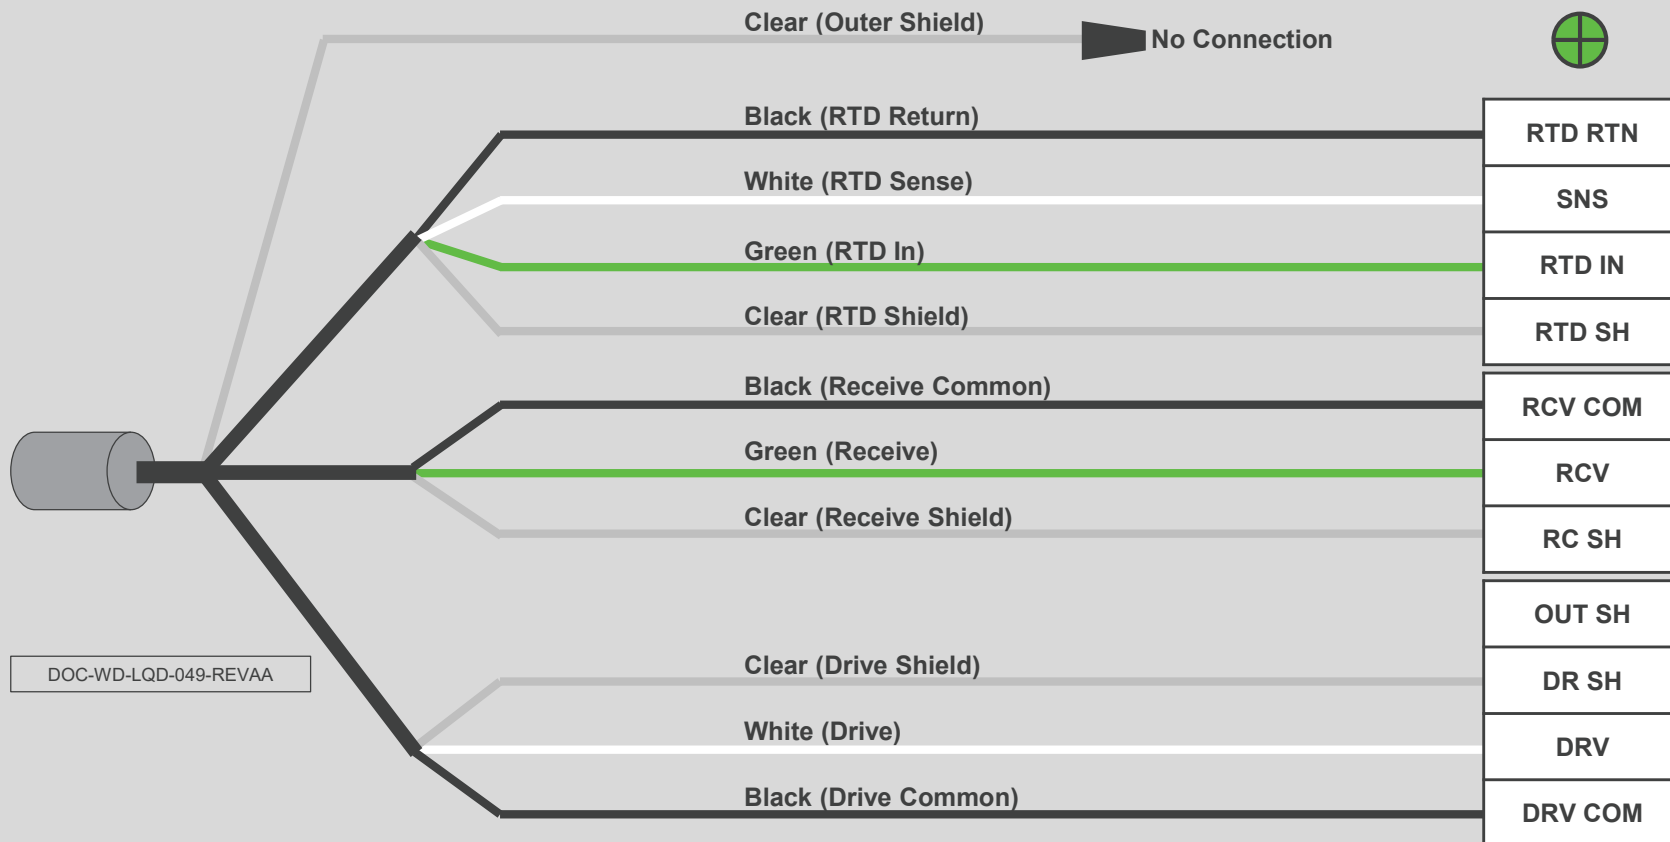 Clear (Outer Shield)
No Connection
Black (RTD Return)
RTD RTN
White (RTD Sense)
SNS
Green (RTD In)
RTD IN
Clear (RTD Shield)
RTD SH
Black (Receive Common)
RCV COM
Green (Receive)
RCV
Clear (Receive Shield)
RC SH
OUT SH
DOC-WD-LQD-049-REVAA
Clear (Drive Shield)
DR SH
White (Drive)
DRV
Black (Drive Common)
DRV COM